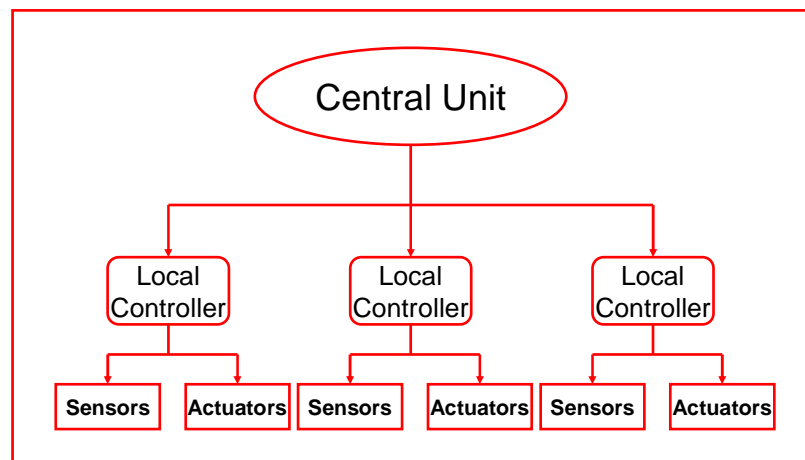 Central Unit
Local
Controller
Local
Controller
Local
Controller
Sensors
Actuators
Sensors
Actuators
Sensors
Actuators